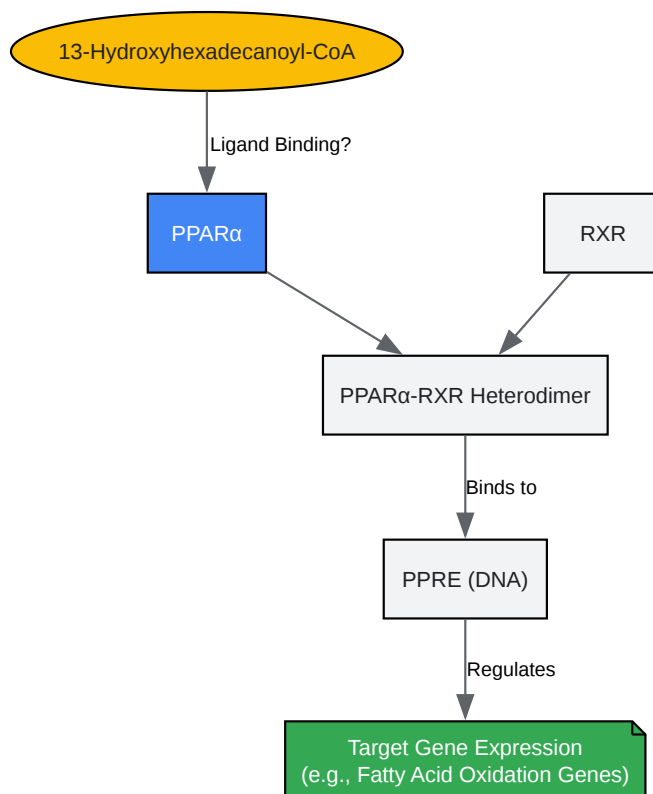 13-Hydroxyhexadecanoyl-CoA
Ligand Binding?
PPARα
RXR
PPARα-RXR Heterodimer
Binds to
PPRE (DNA)
Regulates
Target Gene Expression
(e.g., Fatty Acid Oxidation Genes)